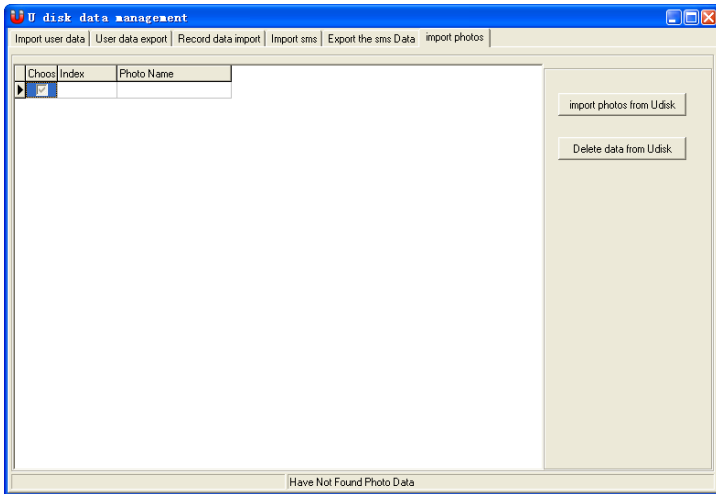 U disk data management
Import user data User data export Record data import Import sms Export the sms Data import photos
Choos Index Photo Name
import photos from Udisk
Delete data from Udisk
Have Not Found Photo Data